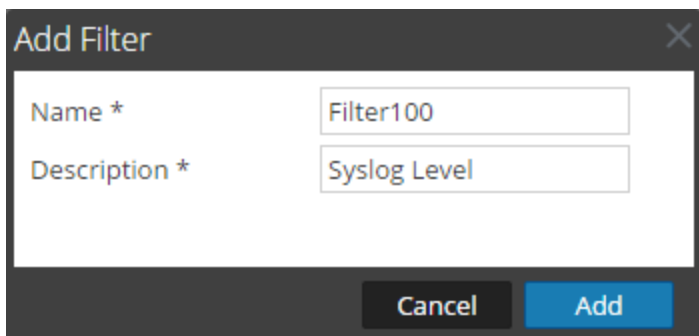 Add Filter
Name * Filter100
Description * Syslog Level
Cancel Add